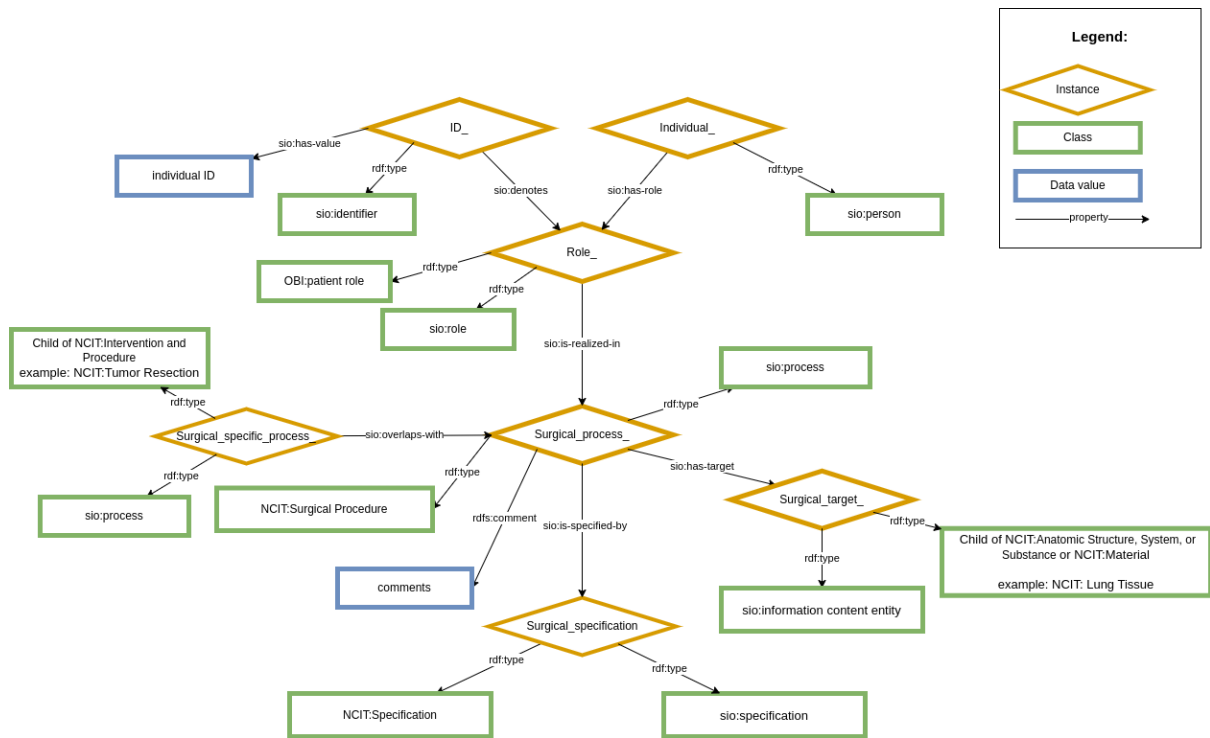 Legend:
Instance
Class
Data value
property
ID_
Individual_
sio:has-value
rdf:type
sio:denotes
sio:has-role
rdf:type
individual ID
sio:identifier
sio:person
Role_
rdf:type
OBI:patient role
rdf:type
sio:role
sio:is-realized-in
Child of NCIT:Intervention and
Procedure
example: NCIT:Tumor Resection
sio:process
rdf:type
rdf:type
Surgical_specific_process_
sio:overlaps-with
Surgical_process_
rdf:type
rdf:type
sio:has-target
sio:process
NCIT:Surgical Procedure
rdfs:comment
sio:is-specified-by
Surgical_target_
rdf:type
rdf:type
Child of NCIT:Anatomic Structure, System, or
Substance or NCIT:Material
example: NCIT: Lung Tissue
comments
sio:information content entity
Surgical_specification
rdf:type
rdf:type
NCIT:Specification
sio:specification